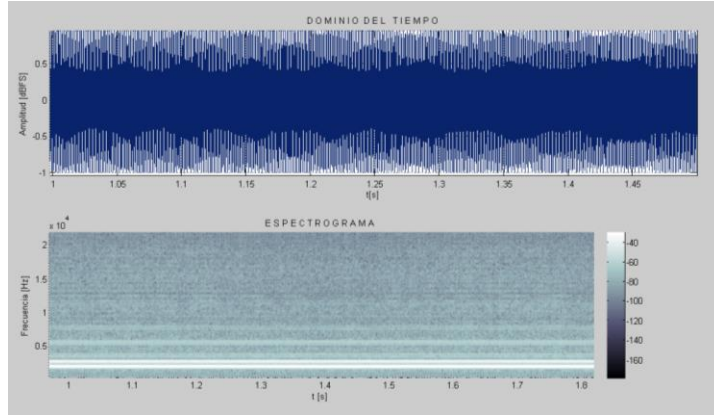 DOMINIO DEL TIEMPO
Amplitud [dBFS]
0.5
0
-0.5
-1
1 1.05 1.1 1.15 1.2 1.25 1.3 1.35 1.4 1.45
t[s]
ESPECTROGRAMA
x 10⁴
Frecuencia [Hz]
2
1.5
1
0.5
1 1.1 1.2 1.3 1.4 1.5 1.6 1.7 1.8
t [s]
-40
-60
-80
-100
-120
-140
-160